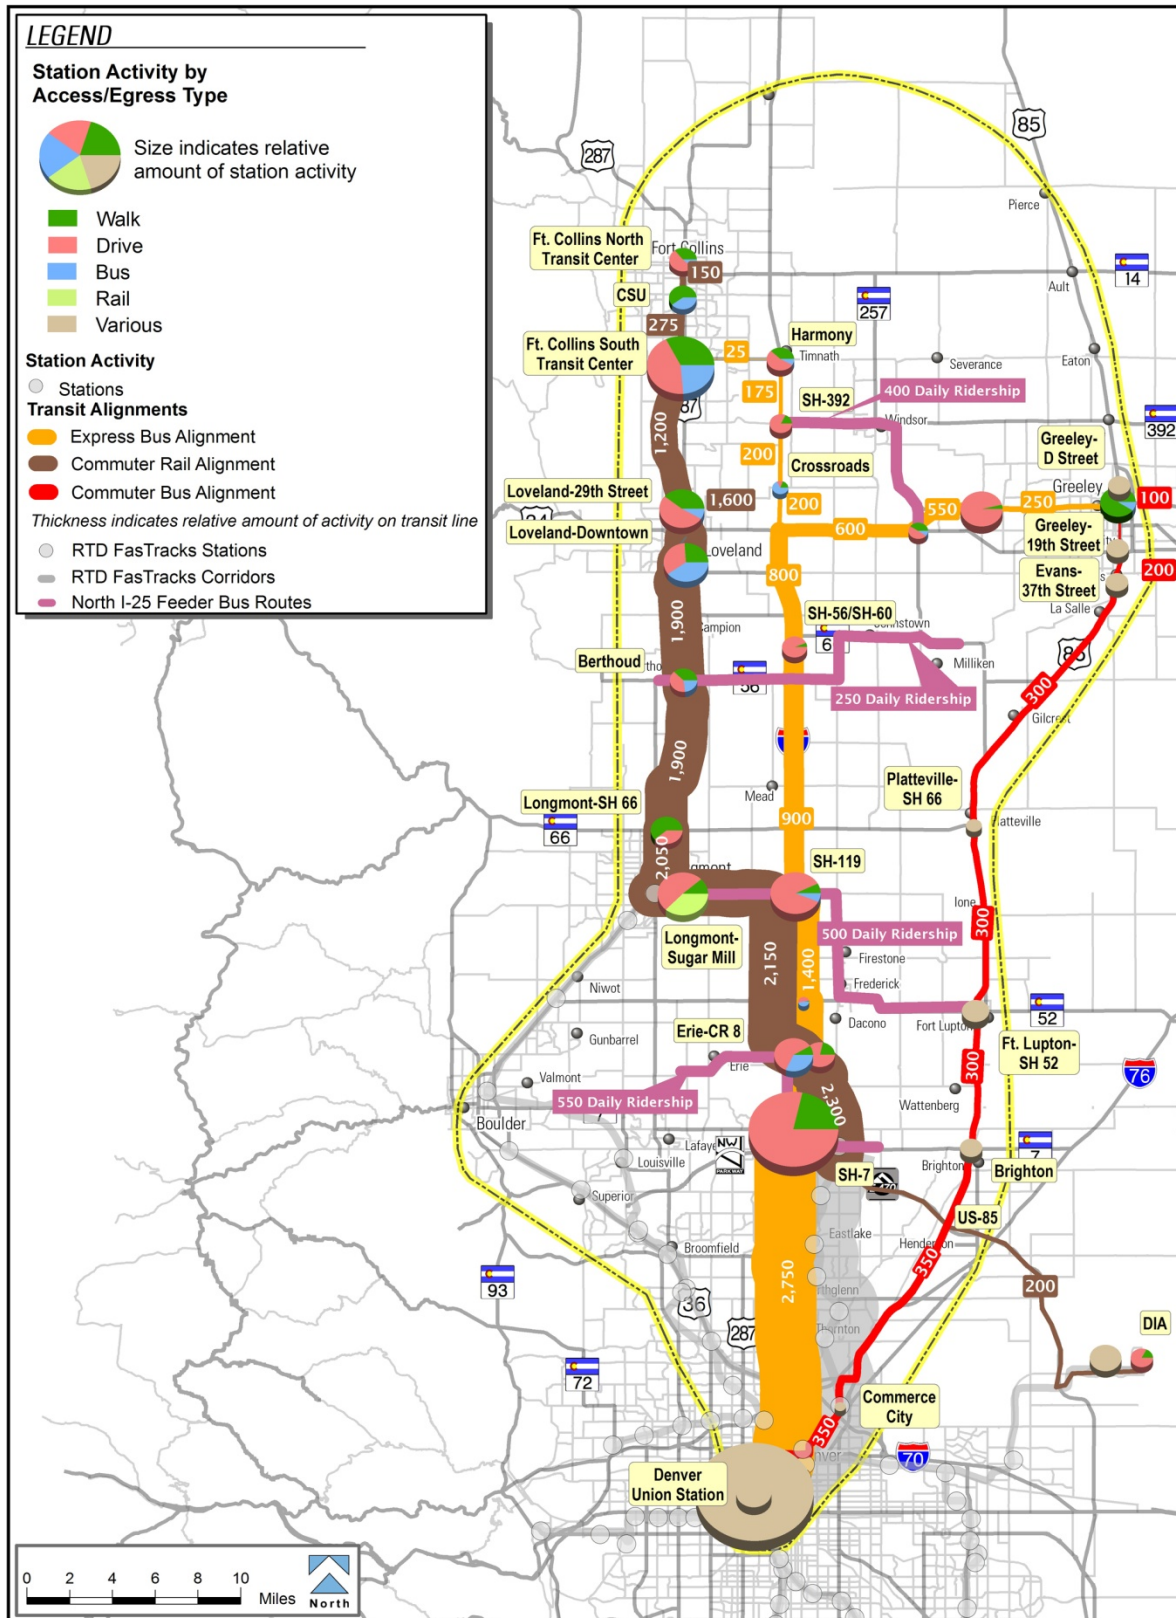 LEGEND
Station Activity by
Access/Egress Type
Size indicates relative
amount of station activity
Walk
Drive
Bus
Rail
Various
Station Activity
Stations
Transit Alignments
Express Bus Alignment
Commuter Rail Alignment
Commuter Bus Alignment
Thickness indicates relative amount of activity on transit line
RTD FasTracks Stations
RTD FasTracks Corridors
North I-25 Feeder Bus Routes
85
287
Pierce
Ft. Collins North
Transit Center
Fort Collins
150
14
Ault
CSU
257
275
Harmony
Ft. Collins South
Transit Center
25
Timnath
Severance
Eaton
175
SH-392
400 Daily Ridership
Windsor
392
1,200
200
Greeley-
D Street
Crossroads
Loveland-29th Street
1,600
200
550
250
Greeley
100
Loveland-Downtown
600
Greeley-
19th Street
Loveland
800
Evans-
37th Street
200
La Salle
1,900
SH-56/SH-60
Berthoud
56
Milliken
250 Daily Ridership
300
Gilcrest
1,900
Platteville-
SH 66
Mead
Longmont-SH 66
66
900
Platteville
2,050
SH-119
Ione
Longmont-
Sugar Mill
500 Daily Ridership
300
2,150
1,400
Firestone
Niwot
Frederick
Erie-CR 8
Dacono
Fort Lupton
52
Gunbarrel
Ft. Lupton-
SH 52
Erie
300
76
Valmont
550 Daily Ridership
2,300
Wattenberg
Boulder
NW
PARKWAY
7
Louisville
SH-7
Brighton
Brighton
Superior
US-85
Eastlake
Broomfield
350
93
2,750
200
36
Thornton
287
DIA
72
Commerce
City
350
70
Denver
Union Station
0 2 4 6 8 10
Miles
North